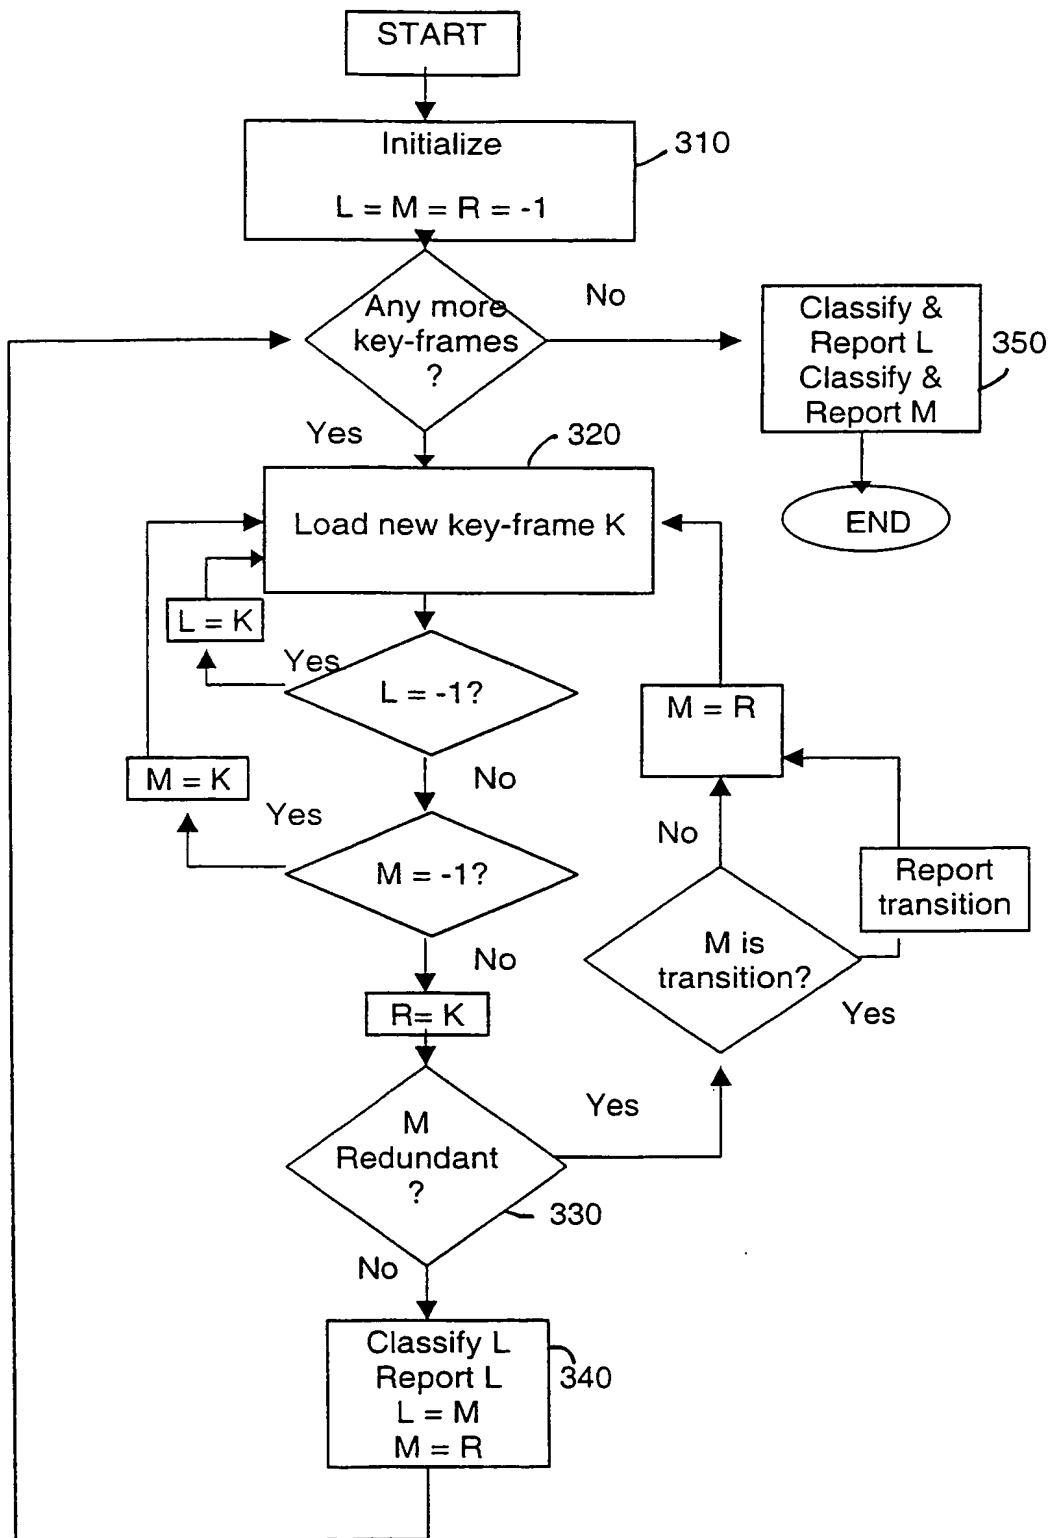 START
Initialize
310
L = M = R = -1
Any more
key-frames
?
No
Classify &
Report L
Classify &
Report M
350
Yes
320
Load new key-frame K
END
L = K
Yes
L = -1?
M = R
M = K
No
Yes
M = -1?
No
Report
transition
M is
transition?
No
Yes
R= K
M
Redundant
?
Yes
330
No
Classify L
Report L
L = M
M = R
340